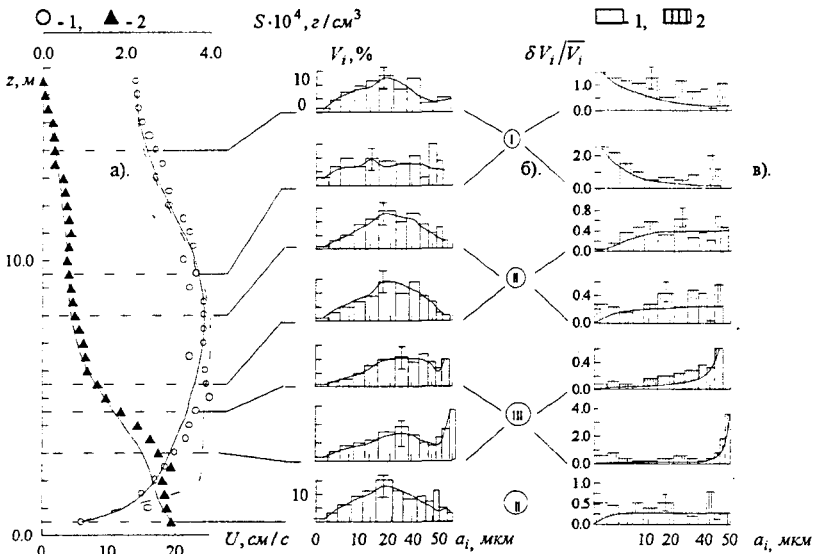 ○ - 1, ▲ - 2 S·10⁴, г/см³ 1, 2
0.0 2.0 4.0 V_i, % δV_i/V̅_i
z, м
10 0
1.0 0.0
I
а). б). в).
2.0 0.0
0.8 0.4 0.0
10.0
II
0.4 0.0
III
0.4 0.0
4.0 2.0 0.0
10
II
1.0 0.5 0.0
0.0
0 10 20 U, см/с
0 10 20 40 50 a_i, мкм
10 20 40 50 a_i, мкм